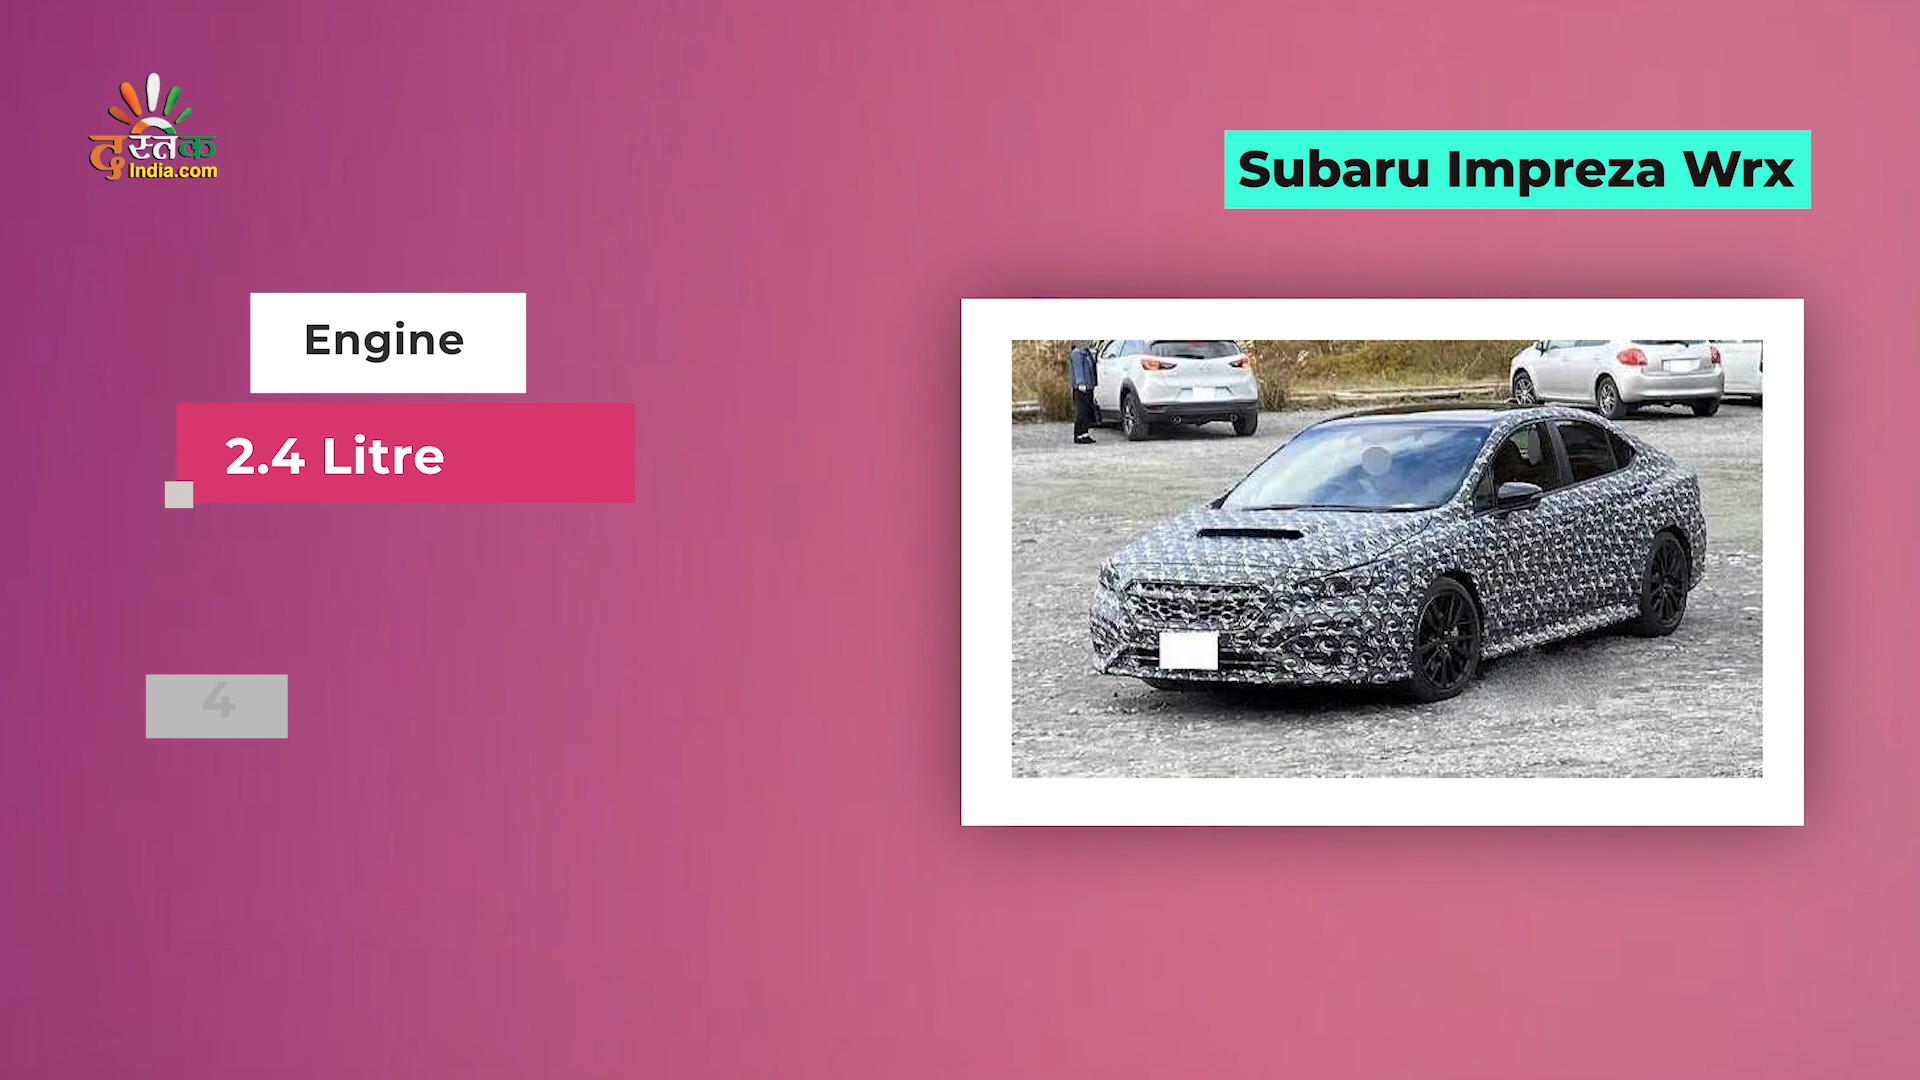 दस्तक
India.com
Subaru Impreza Wrx
Engine
2.4 Litre
4